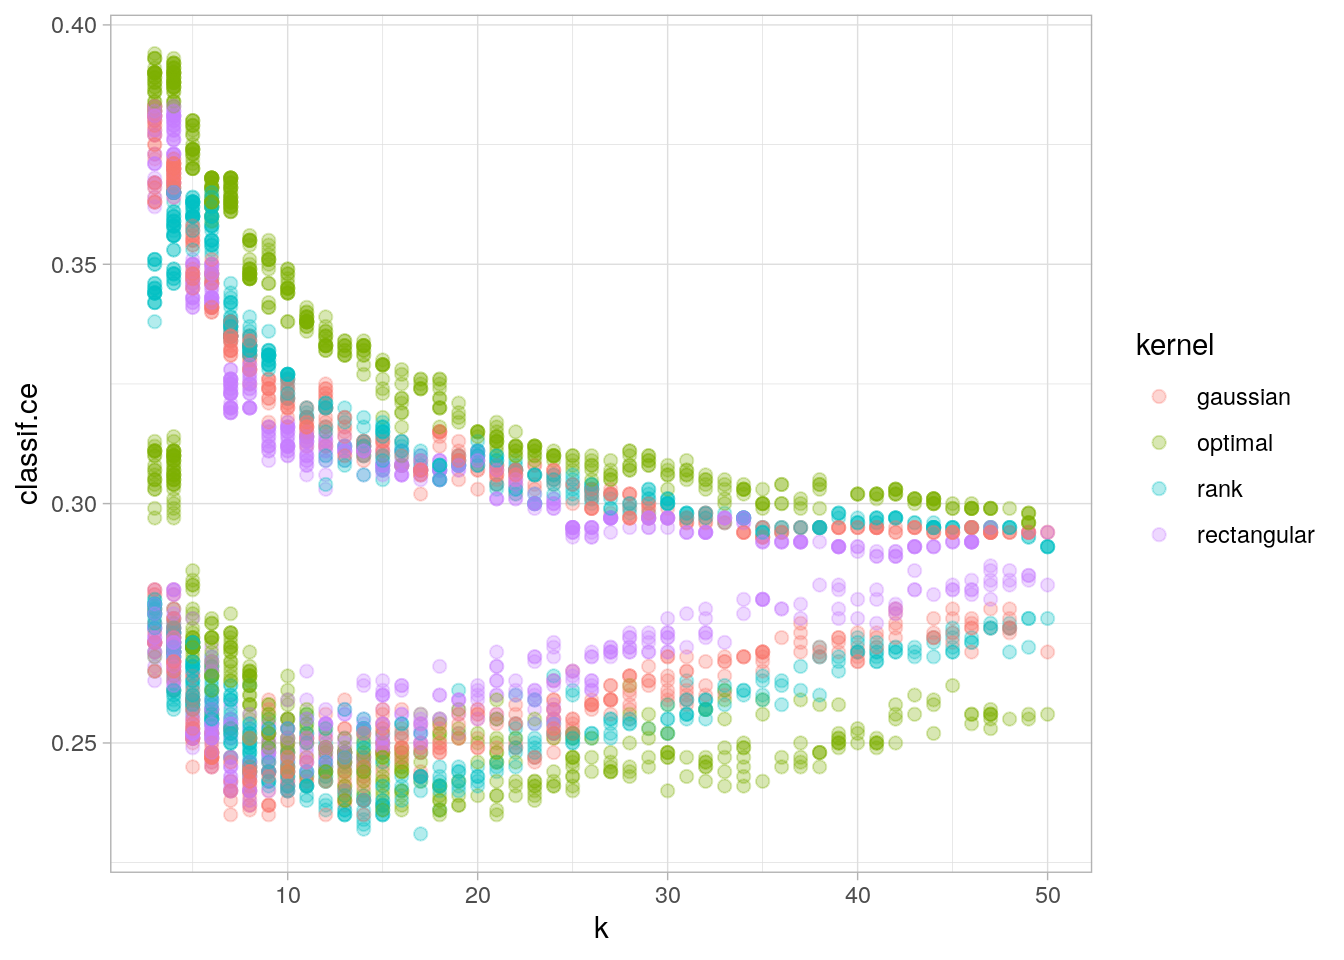 0.40
0.35
0.30
0.25
classif.ce
10 20 30 40 50
k
kernel
gaussian
optimal
rank
rectangular